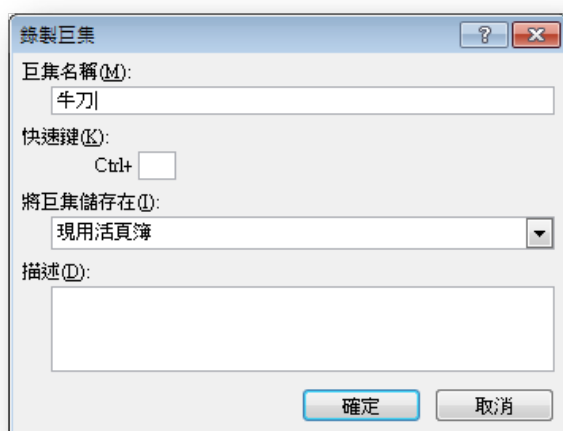 錄製巨集
巨集名稱(M):
牛刀
快速鍵(K):
Ctrl+
將巨集儲存在(I):
現用活頁簿
描述(D):
確定 取消